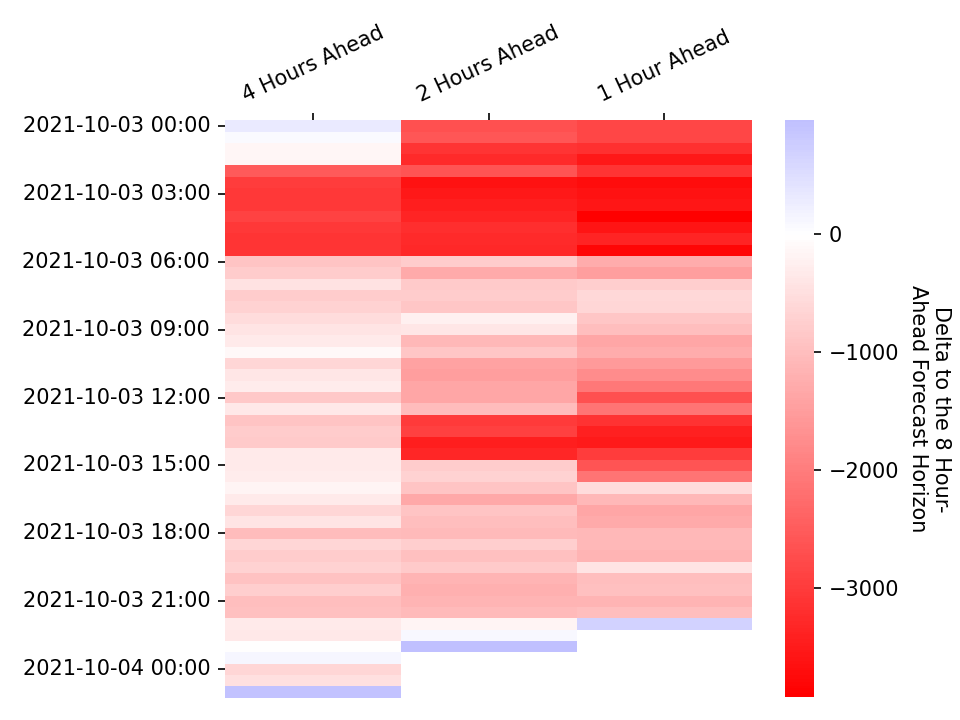 4 Hours Ahead
2 Hours Ahead
1 Hour Ahead
2021-10-03 00:00
2021-10-03 03:00
2021-10-03 06:00
2021-10-03 09:00
2021-10-03 12:00
2021-10-03 15:00
2021-10-03 18:00
2021-10-03 21:00
2021-10-04 00:00
0
−1000
−2000
−3000
Delta to the 8 Hour-
Ahead Forecast Horizon